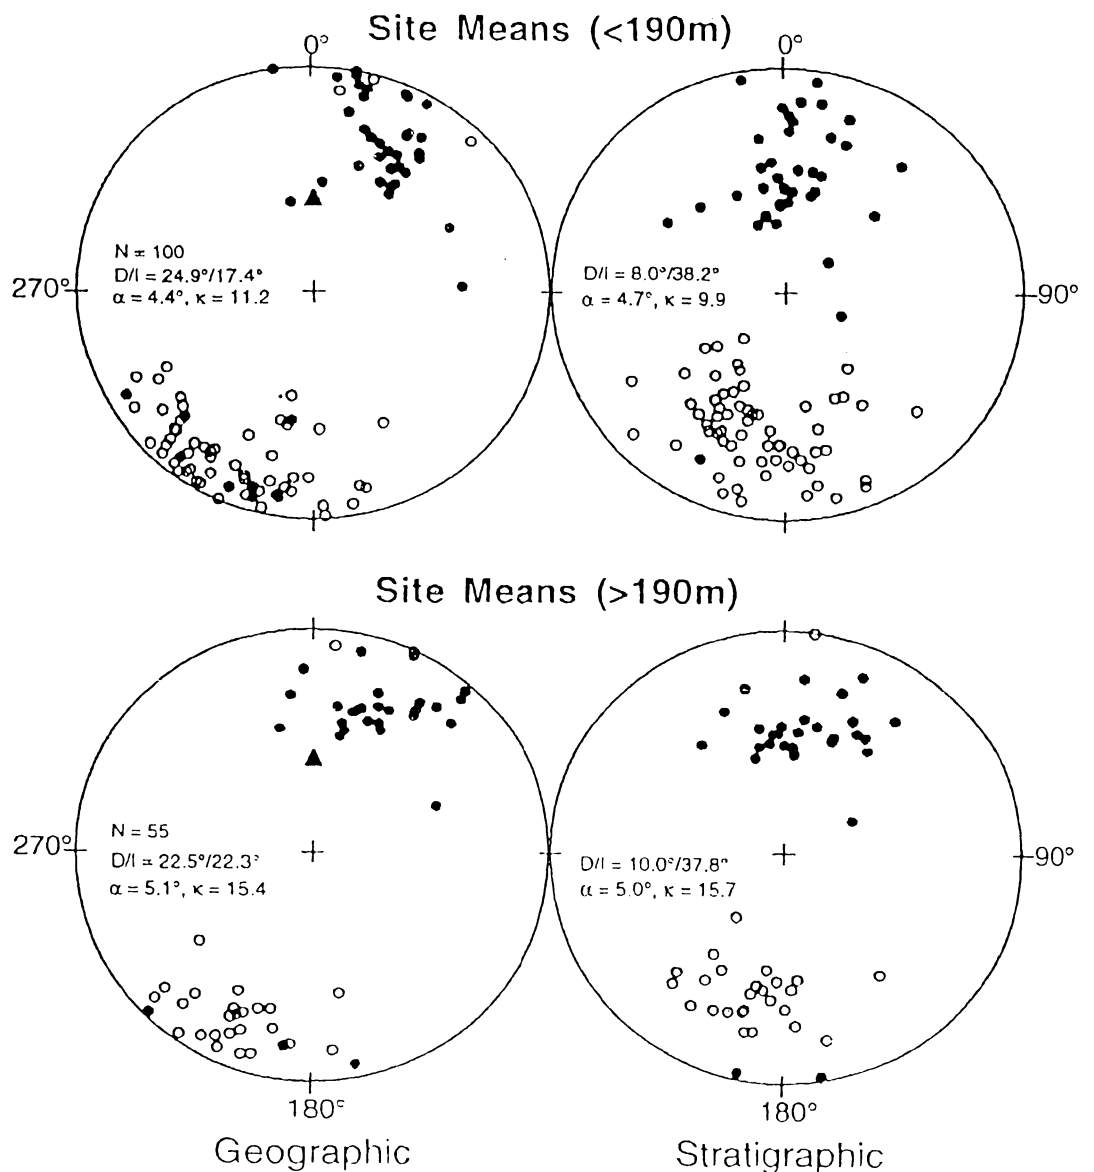 Site Means (<190m)
0° 0°
N = 100
D/I = 24.9°/17.4°
α = 4.4°, κ = 11.2
D/I = 8.0°/38.2°
α = 4.7°, κ = 9.9
270° 90°
Site Means (>190m)
N = 55
D/I = 22.5°/22.3°
α = 5.1°, κ = 15.4
D/I = 10.0°/37.8°
α = 5.0°, κ = 15.7
270° 90°
180° 180°
Geographic Stratigraphic